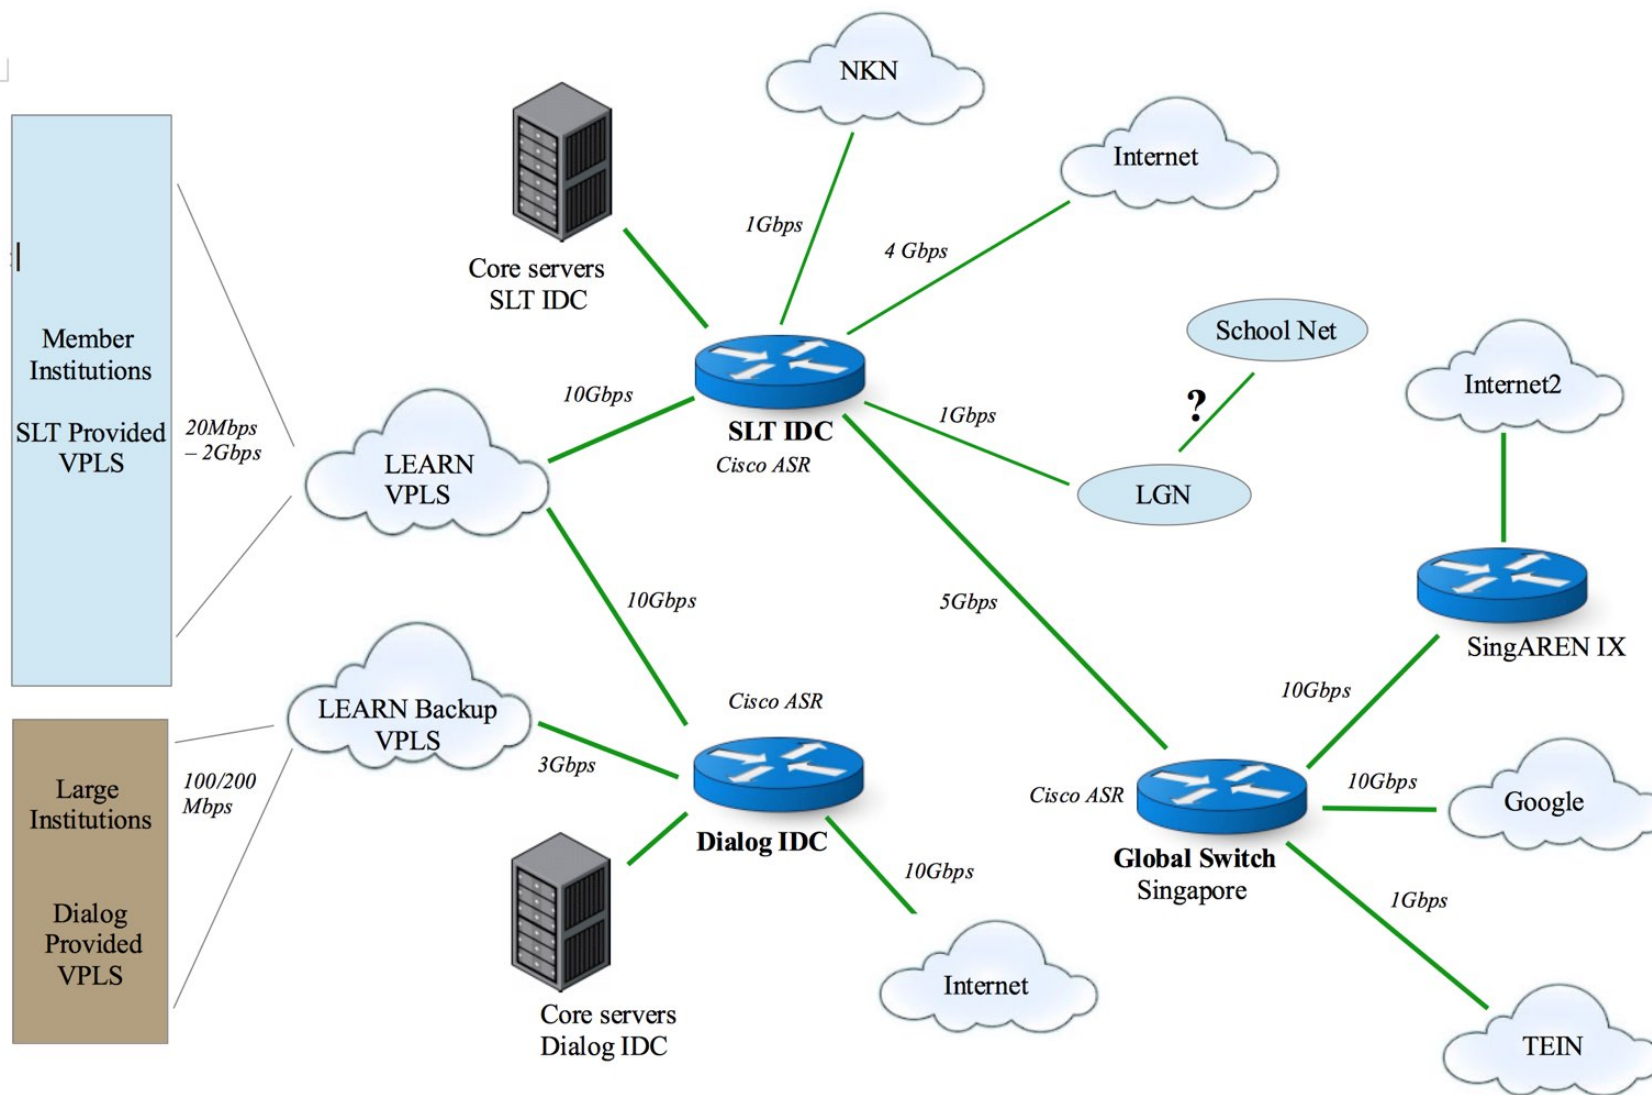 NKN
Internet
1Gbps
4 Gbps
Core servers
SLT IDC
Member
Institutions
SLT Provided
VPLS
20Mbps
– 2Gbps
LEARN
VPLS
10Gbps
SLT IDC
Cisco ASR
1Gbps
School Net
?
LGN
Internet2
SingAREN IX
10Gbps
5Gbps
10Gbps
LEARN Backup
VPLS
3Gbps
Cisco ASR
Dialog IDC
Large
Institutions
Dialog
Provided
VPLS
100/200
Mbps
Core servers
Dialog IDC
10Gbps
Internet
Cisco ASR
Global Switch
Singapore
10Gbps
Google
1Gbps
TEIN